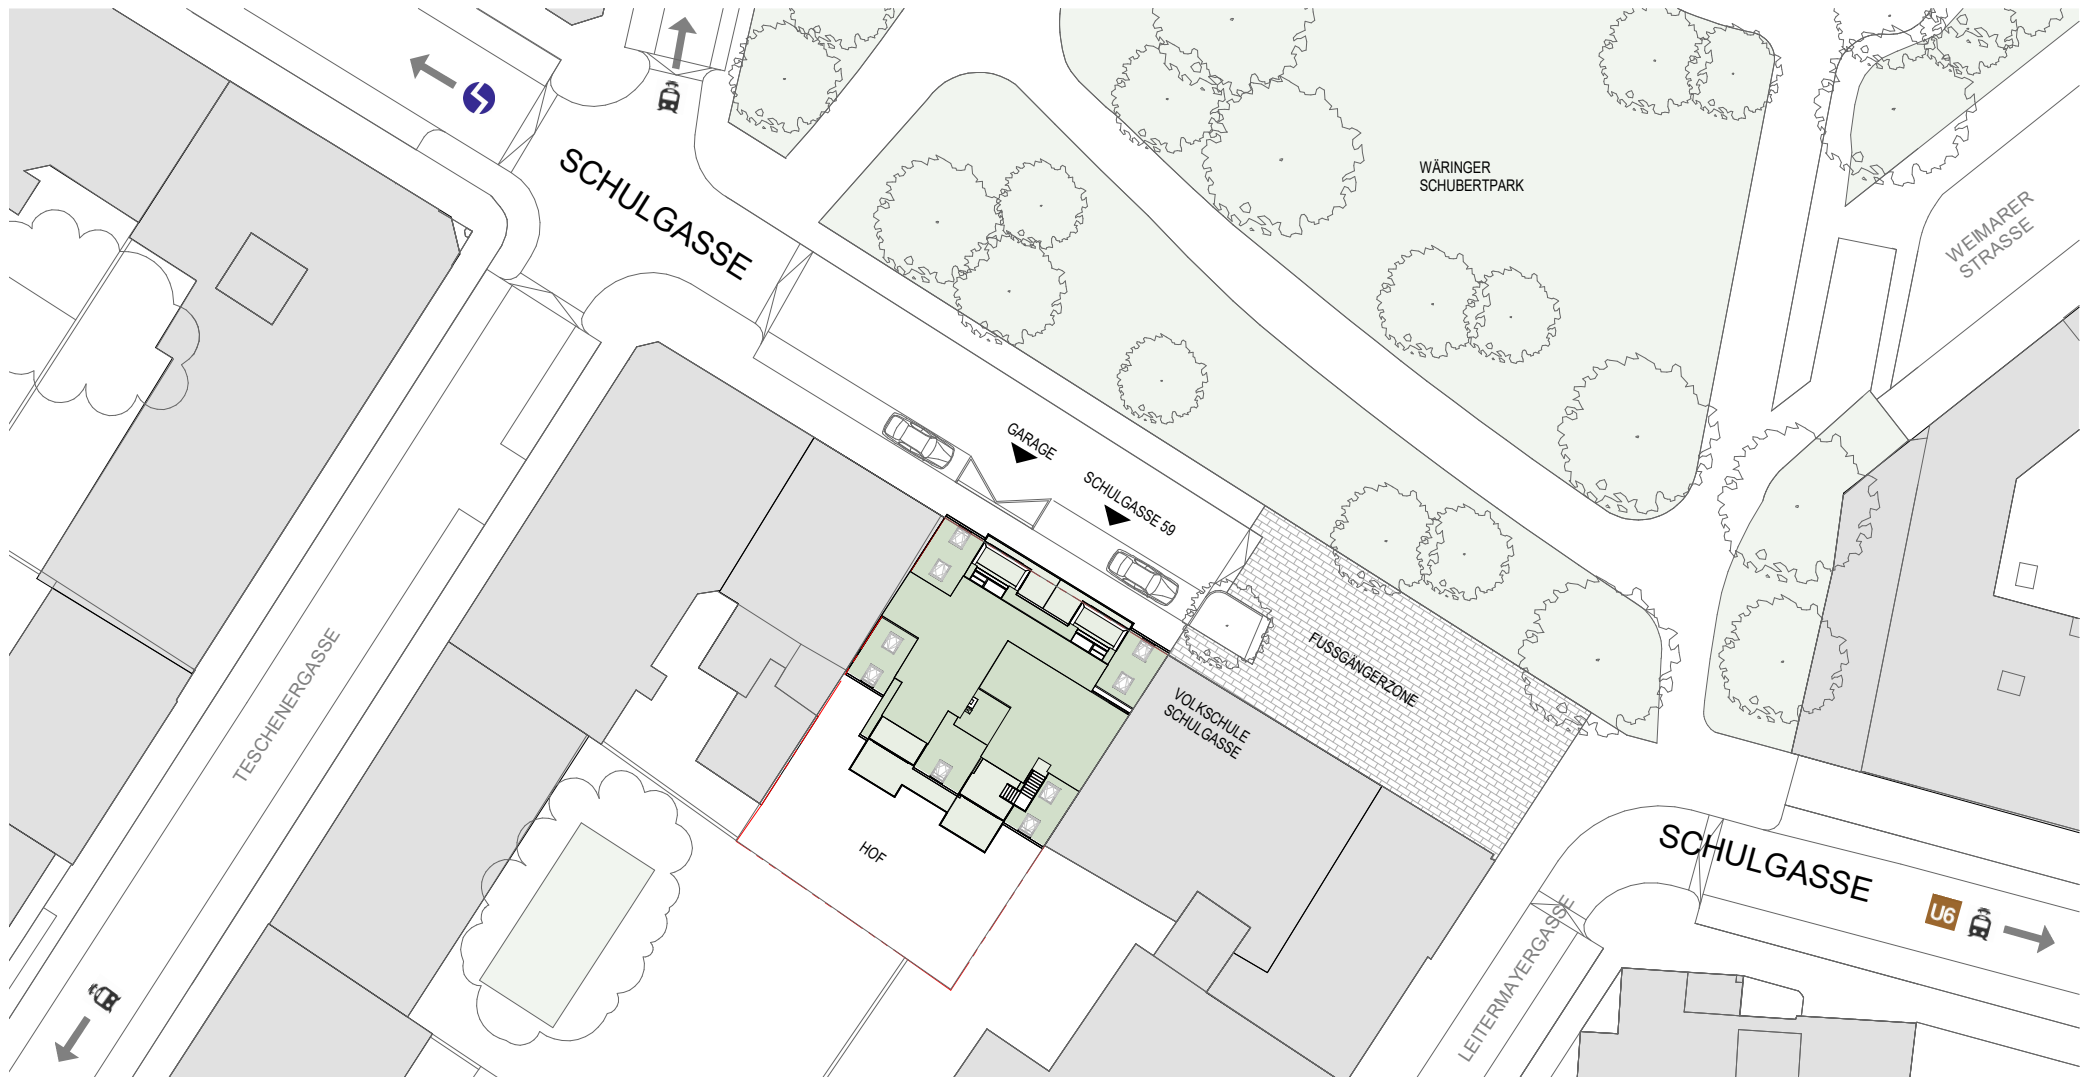 SCHULGASSE
WÄRINGER
SCHUBERTPARK
WEIMARER
STRASSE
GARAGE
SCHULGASSE 59
FUSSGÄNGERZONE
VOLKSCHULE
SCHULGASSE
TESCHENERGASSE
HOF
SCHULGASSE
U6
LEITERMAYERGASSE